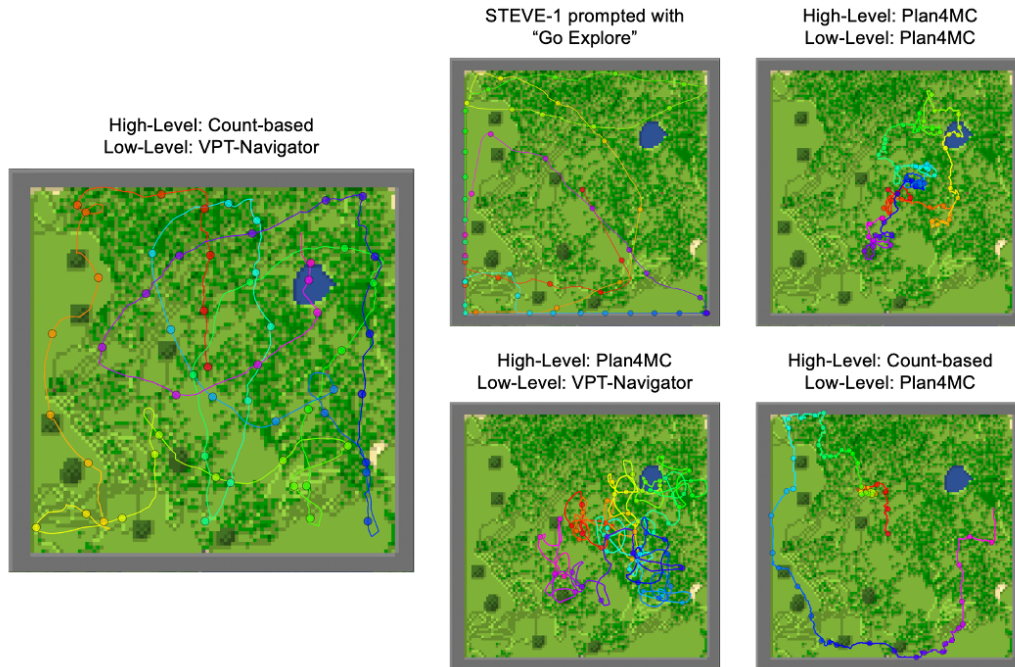 High-Level: Count-based
Low-Level: VPT-Navigator
STEVE-1 prompted with
“Go Explore”
High-Level: Plan4MC
Low-Level: Plan4MC
High-Level: Plan4MC
Low-Level: VPT-Navigator
High-Level: Count-based
Low-Level: Plan4MC